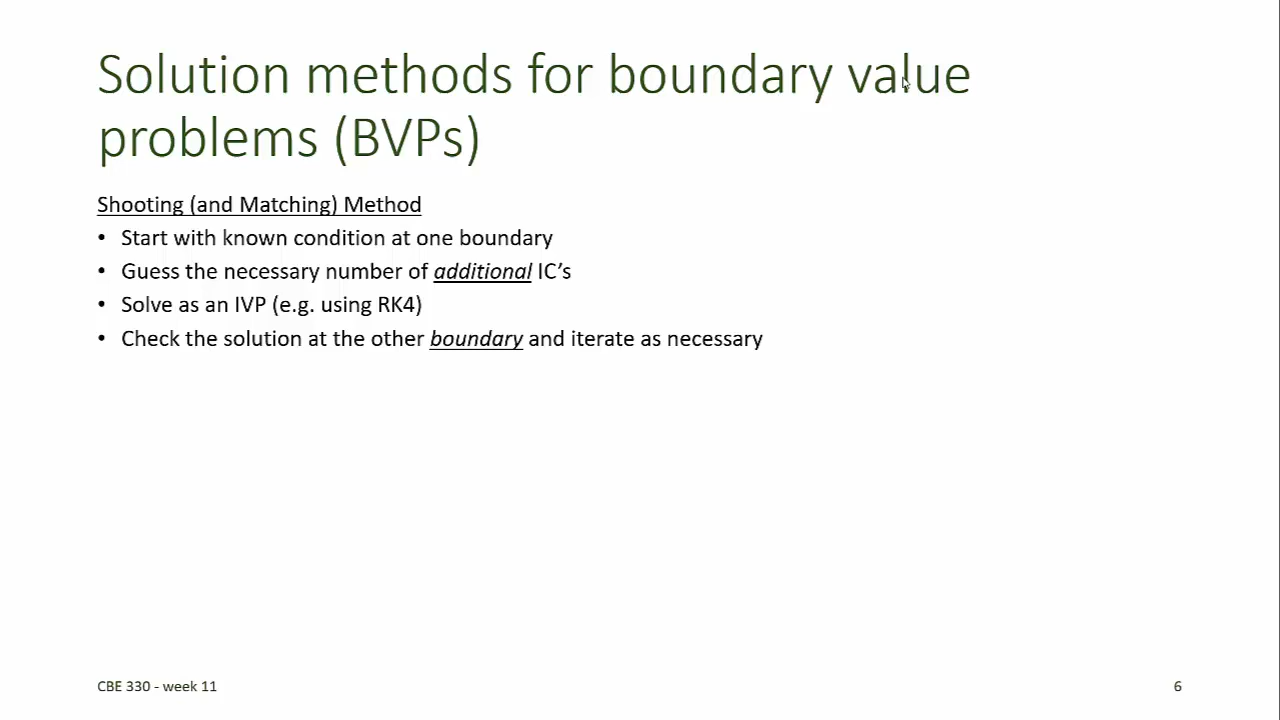 Solution methods for boundary value
problems (BVPs)
Shooting (and Matching) Method
• Start with known condition at one boundary
• Guess the necessary number of additional IC’s
• Solve as an IVP (e.g. using RK4)
• Check the solution at the other boundary and iterate as necessary
CBE 330 - week 11
6